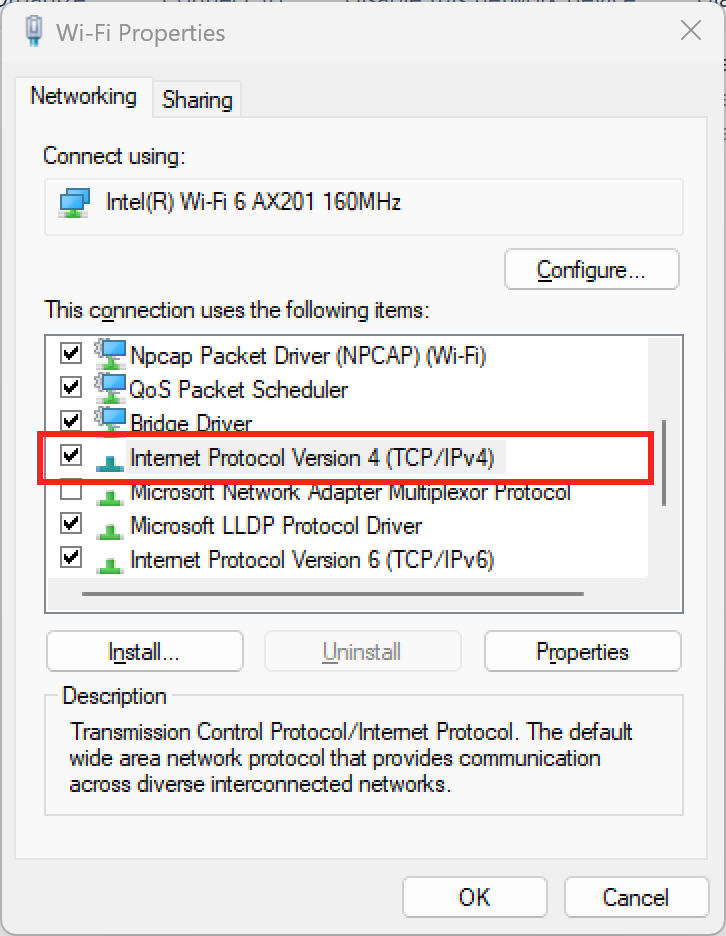 Wi-Fi Properties
Networking
Sharing
Connect using:
Intel(R) Wi-Fi 6 AX201 160MHz
Configure...
This connection uses the following items:
Npcap Packet Driver (NPCAP) (Wi-Fi)
QoS Packet Scheduler
Bridge Driver
Internet Protocol Version 4 (TCP/IPv4)
Microsoft Network Adapter Multiplexor Protocol
Microsoft LLDP Protocol Driver
Internet Protocol Version 6 (TCP/IPv6)
Install...
Uninstall
Properties
Description
Transmission Control Protocol/Internet Protocol. The default
wide area network protocol that provides communication
across diverse interconnected networks.
OK
Cancel